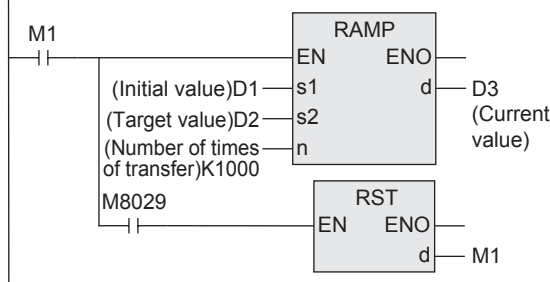 M1
RAMP
EN ENO
(Initial value)D1 s1 d D3
(Current
value)
(Target value)D2 s2
(Number of times
of transfer)K1000 n
M8029
RST
EN ENO
d M1